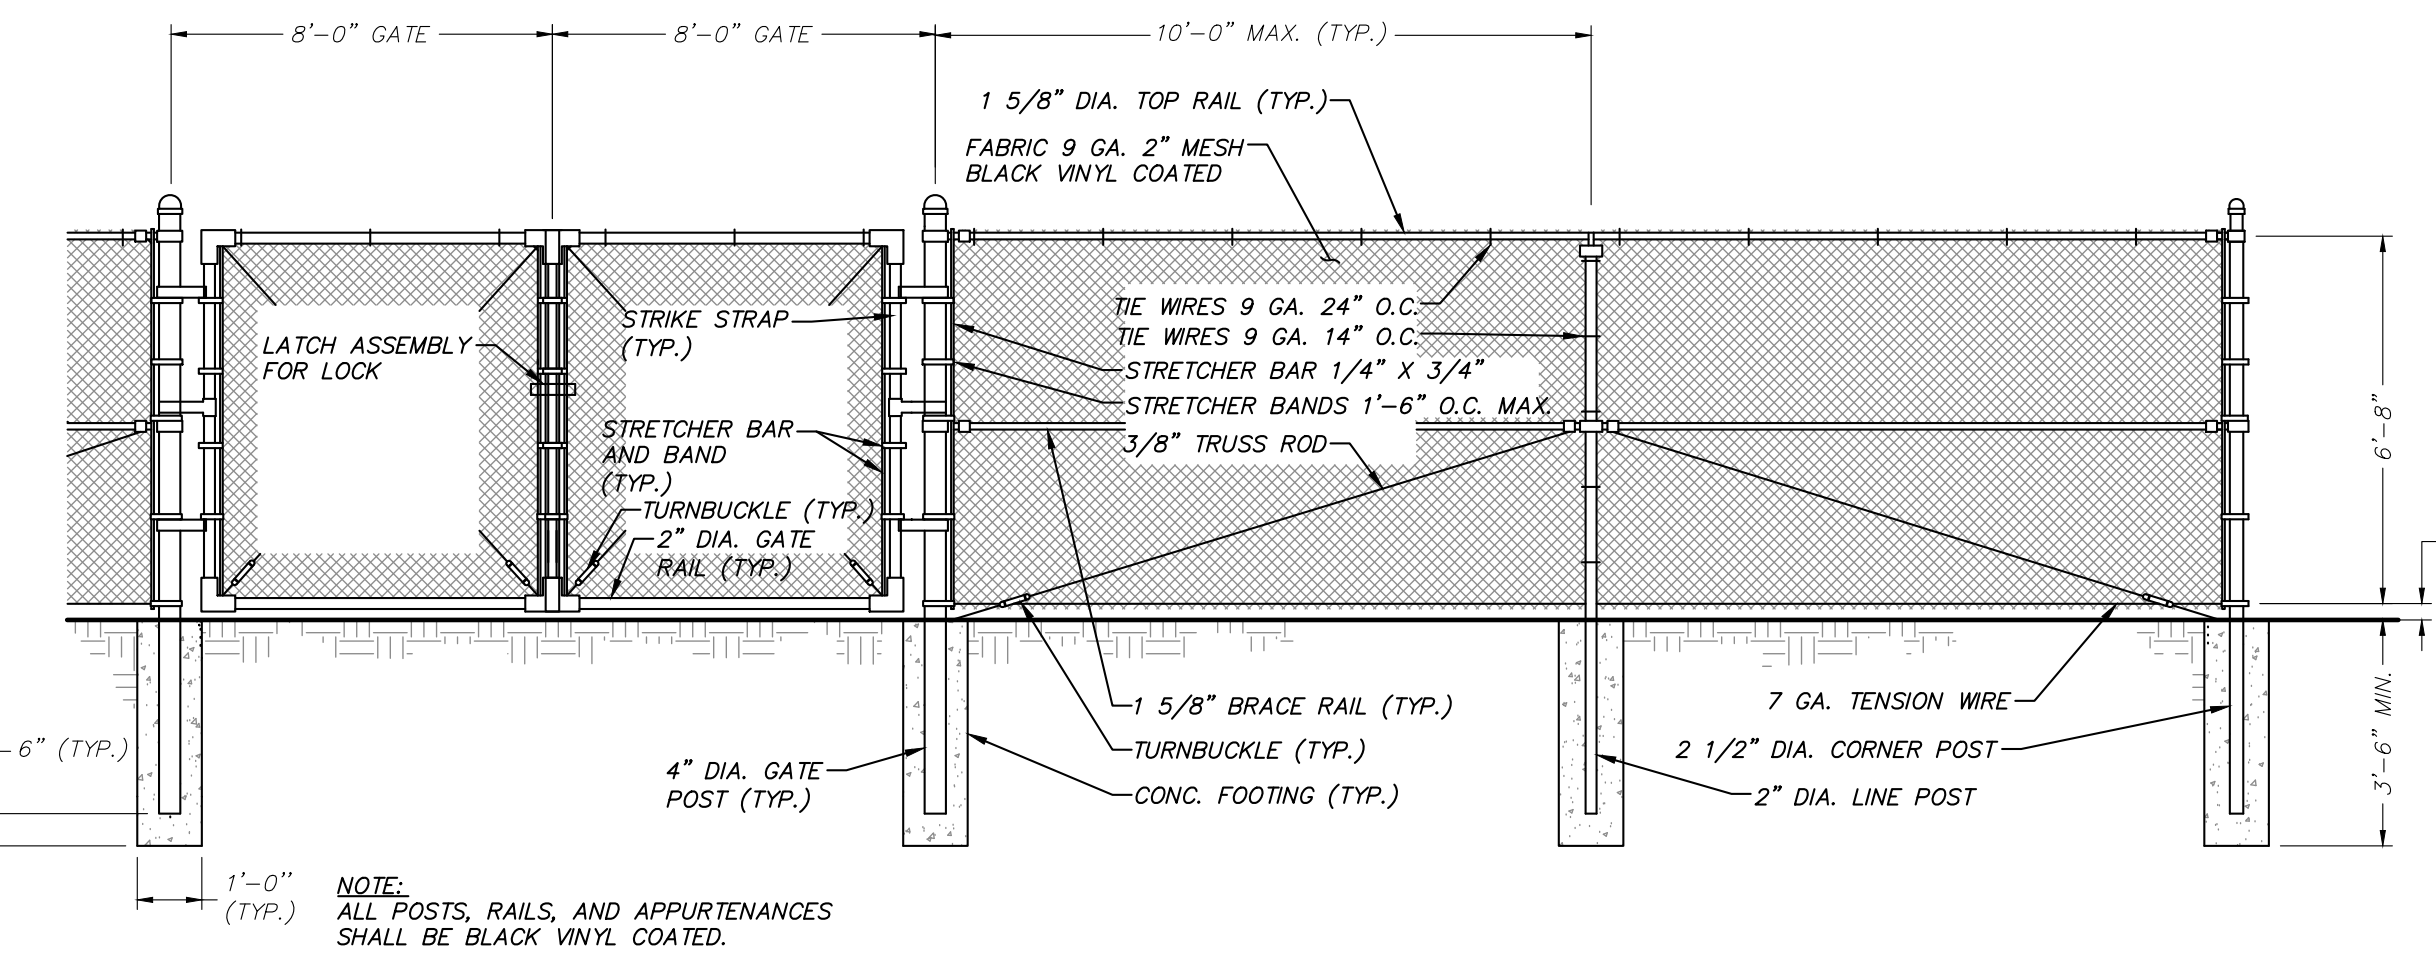 8'-0" GATE
8'-0" GATE
10'-0" MAX. (TYP.)
1 5/8" DIA. TOP RAIL (TYP.)
FABRIC 9 GA. 2" MESH
BLACK VINYL COATED
TIE WIRES 9 GA. 24" O.C.
TIE WIRES 9 GA. 14" O.C.
STRETCHER BAR 1/4" X 3/4"
STRETCHER BANDS 1'-6" O.C. MAX.
3/8" TRUSS ROD
STRIKE STRAP
(TYP.)
LATCH ASSEMBLY
FOR LOCK
STRETCHER BAR
AND BAND
(TYP.)
TURNBUCKLE (TYP.)
2" DIA. GATE
RAIL (TYP.)
6'-8"
3'-6" MIN.
1 5/8" BRACE RAIL (TYP.)
TURNBUCKLE (TYP.)
CONC. FOOTING (TYP.)
4" DIA. GATE
POST (TYP.)
7 GA. TENSION WIRE
2 1/2" DIA. CORNER POST
2" DIA. LINE POST
6" (TYP.)
1'-0"
(TYP.)
NOTE:
ALL POSTS, RAILS, AND APPURTENANCES
SHALL BE BLACK VINYL COATED.